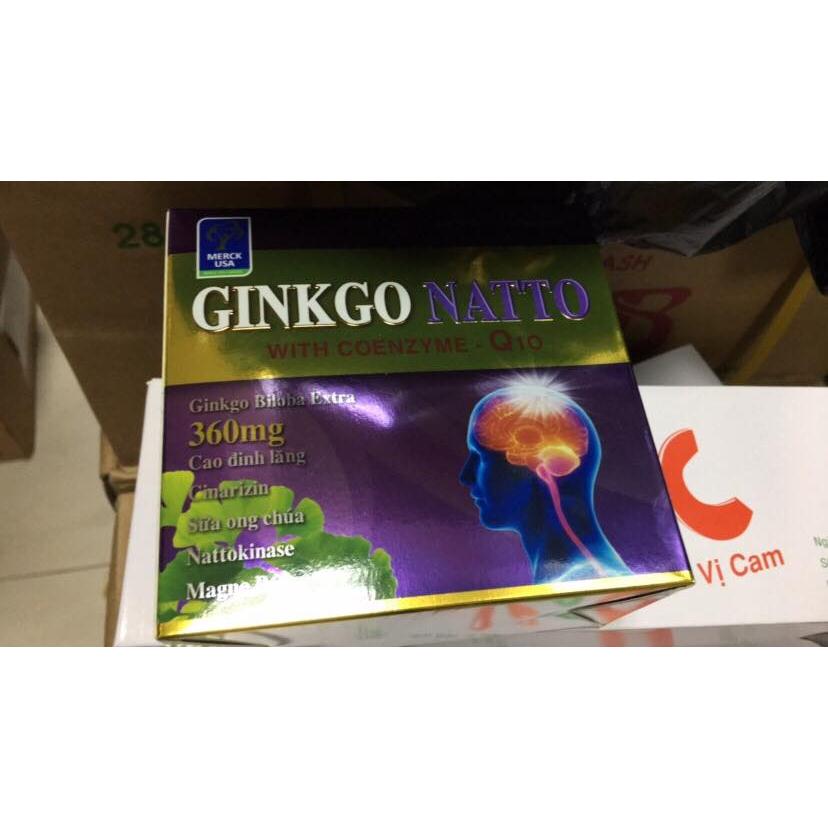 28
MERCK
USA
GINKGO NATTO
WITH COENZYME - Q10
Ginkgo Biloba Extra
360mg
Cao đinh lăng
Cinarizin
Sữa ong chúa
Nattokinase
ASH
C
Vị Cam